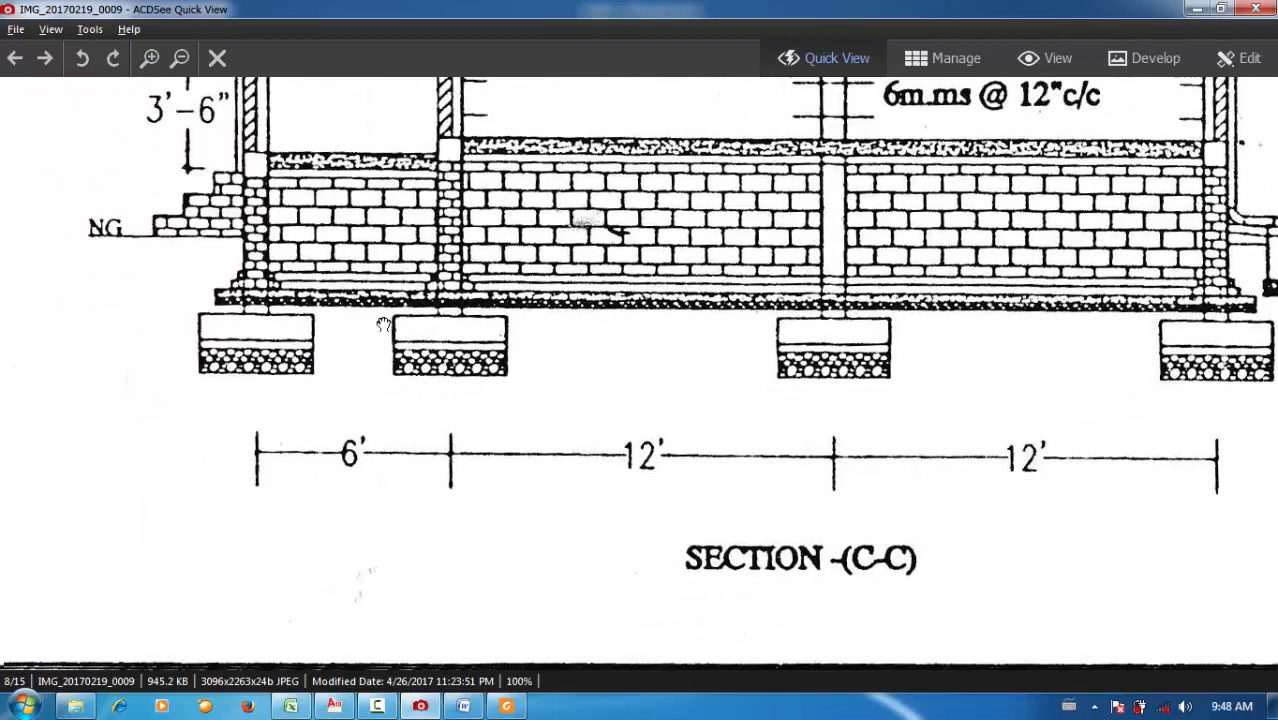 IMG_20170219_0009 - ACDSee Quick View
File View Tools Help
Quick View Manage View Develop Edit
3'-6"
6m.ms @ 12"c/c
NG
6' 12' 12'
SECTION -(C-C)
8/15 IMG_20170219_0009 945.2 KB 3096x2263x24b JPEG Modified Date: 4/26/2017 11:23:51 PM 100%
9:48 AM